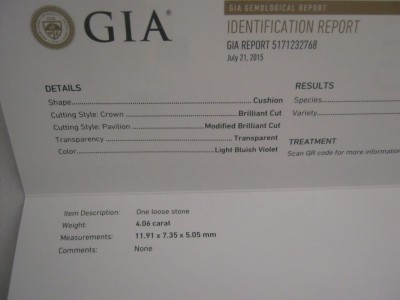 GIA®
GIA GEMOLOGICAL REPORT
IDENTIFICATION REPORT
GIA REPORT 5171232768
July 21, 2015
DETAILS
Shape Cushion
Cutting Style: Crown Brilliant Cut
Cutting Style: Pavilion Modified Brilliant Cut
Transparency Transparent
Color Light Bluish Violet
RESULTS
Species
Variety
TREATMENT
Scan QR code for more informatio
Item Description: One loose stone
Weight: 4.06 carat
Measurements: 11.91 x 7.35 x 5.05 mm
Comments: None